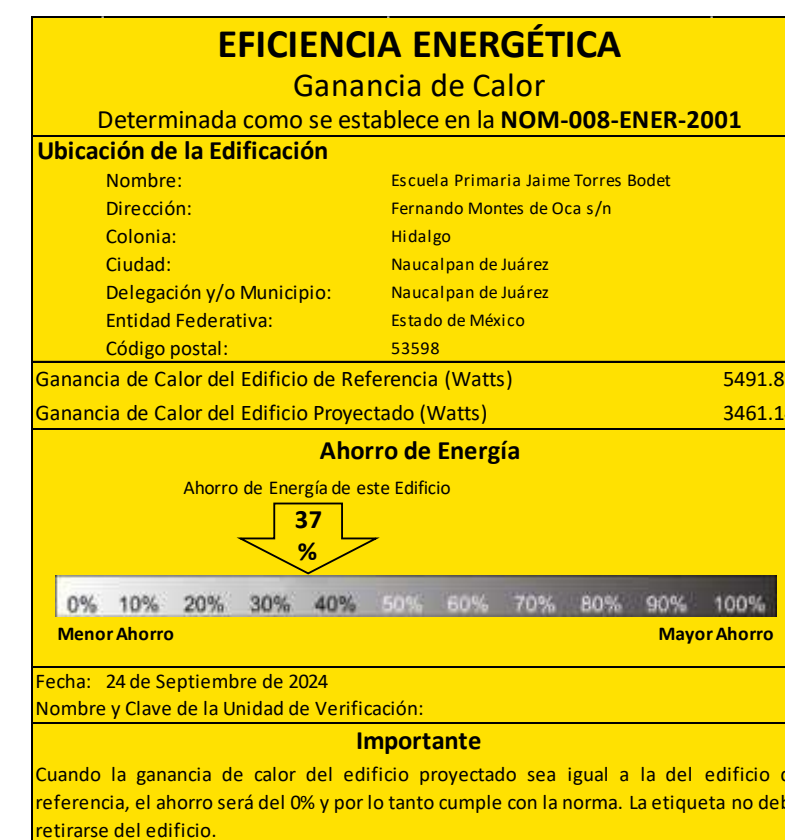 EFICIENCIA ENERGÉTICA
Ganancia de Calor
Determinada como se establece en la NOM-008-ENER-2001
Ubicación de la Edificación
Nombre: Escuela Primaria Jaime Torres Bodet
Dirección: Fernando Montes de Oca s/n
Colonia: Hidalgo
Ciudad: Naucalpan de Juárez
Delegación y/o Municipio: Naucalpan de Juárez
Entidad Federativa: Estado de México
Código postal: 53598
Ganancia de Calor del Edificio de Referencia (Watts) 5491.8
Ganancia de Calor del Edificio Proyectado (Watts) 3461.1
Ahorro de Energía
Ahorro de Energía de este Edificio
37
%
0% 10% 20% 30% 40% 50% 60% 70% 80% 90% 100%
Menor Ahorro Mayor Ahorro
Fecha: 24 de Septiembre de 2024
Nombre y Clave de la Unidad de Verificación:
Importante
Cuando la ganancia de calor del edificio proyectado sea igual a la del edificio
referencia, el ahorro será del 0% y por lo tanto cumple con la norma. La etiqueta no deb
retirarse del edificio.